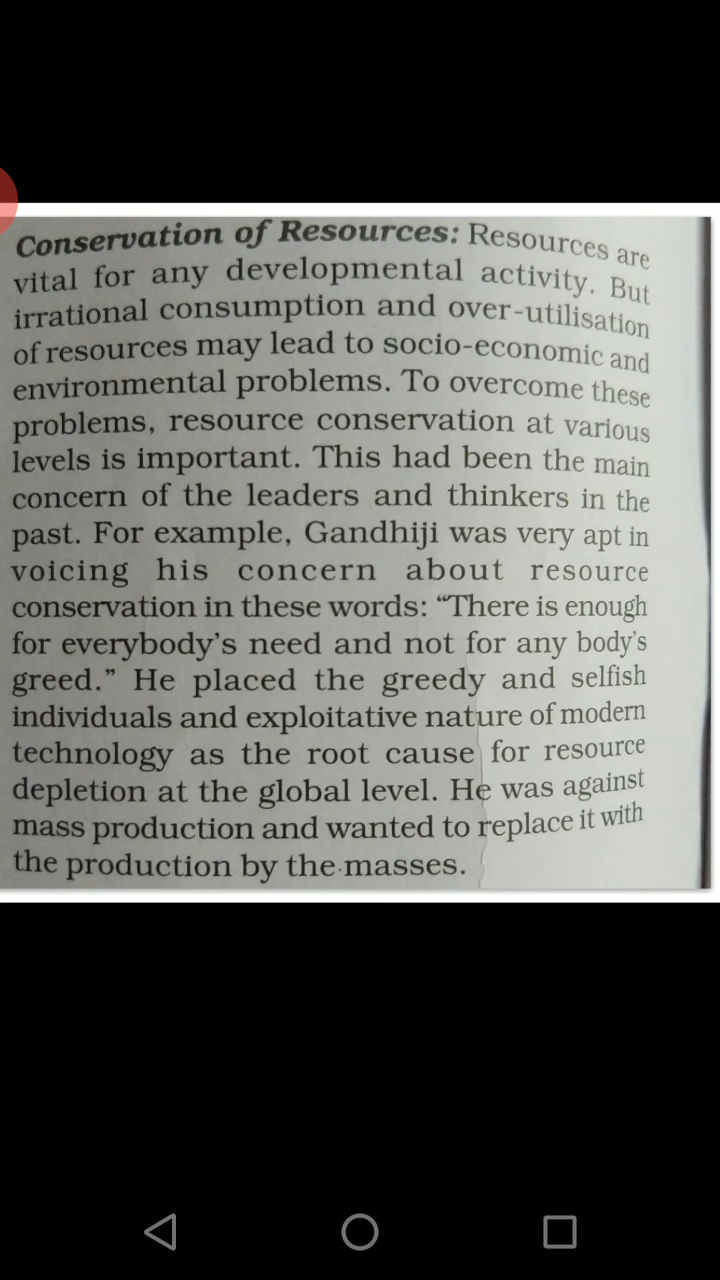 Conservation of Resources: Resources are
vital for any developmental activity. But
irrational consumption and over-utilisation
of resources may lead to socio-economic and
environmental problems. To overcome these
problems, resource conservation at various
levels is important. This had been the main
concern of the leaders and thinkers in the
past. For example, Gandhiji was very apt in
voicing his concern about resource
conservation in these words: “There is enough
for everybody’s need and not for any body’s
greed.” He placed the greedy and selfish
individuals and exploitative nature of modern
technology as the root cause for resource
depletion at the global level. He was against
mass production and wanted to replace it with
the production by the masses.